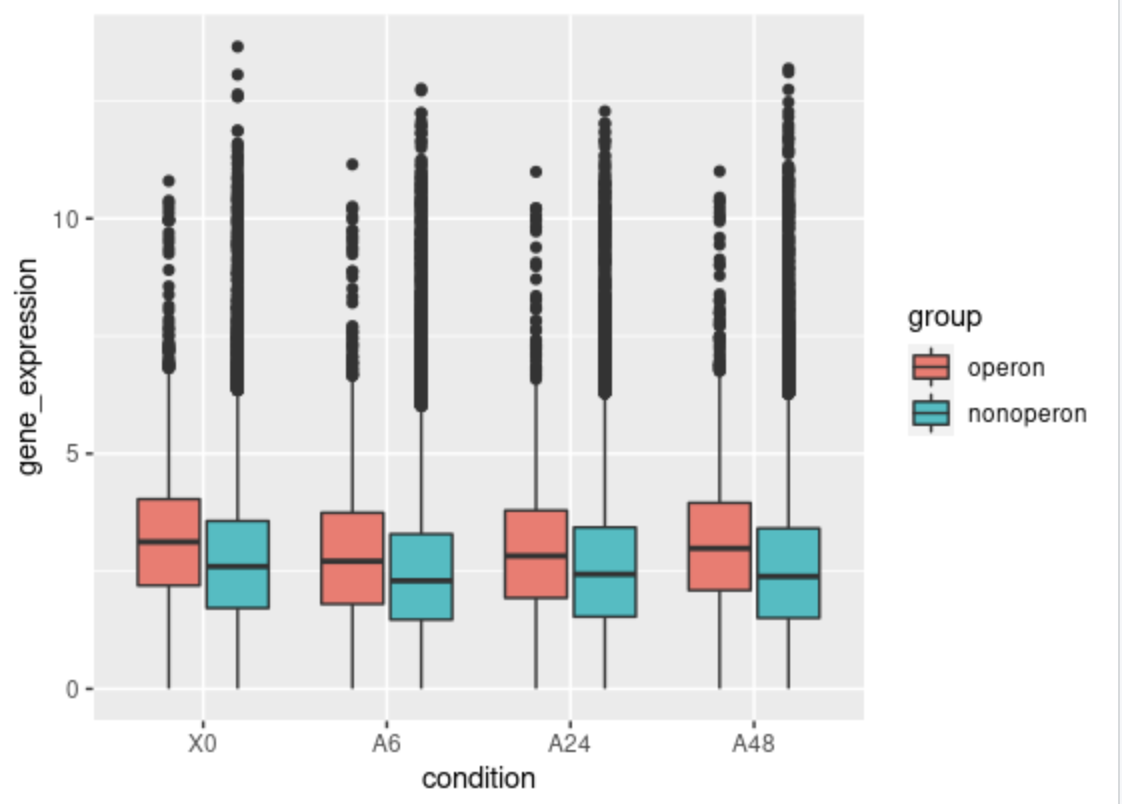 gene_expression
10
5
0
X0
A6
A24
A48
condition
group
operon
nonoperon